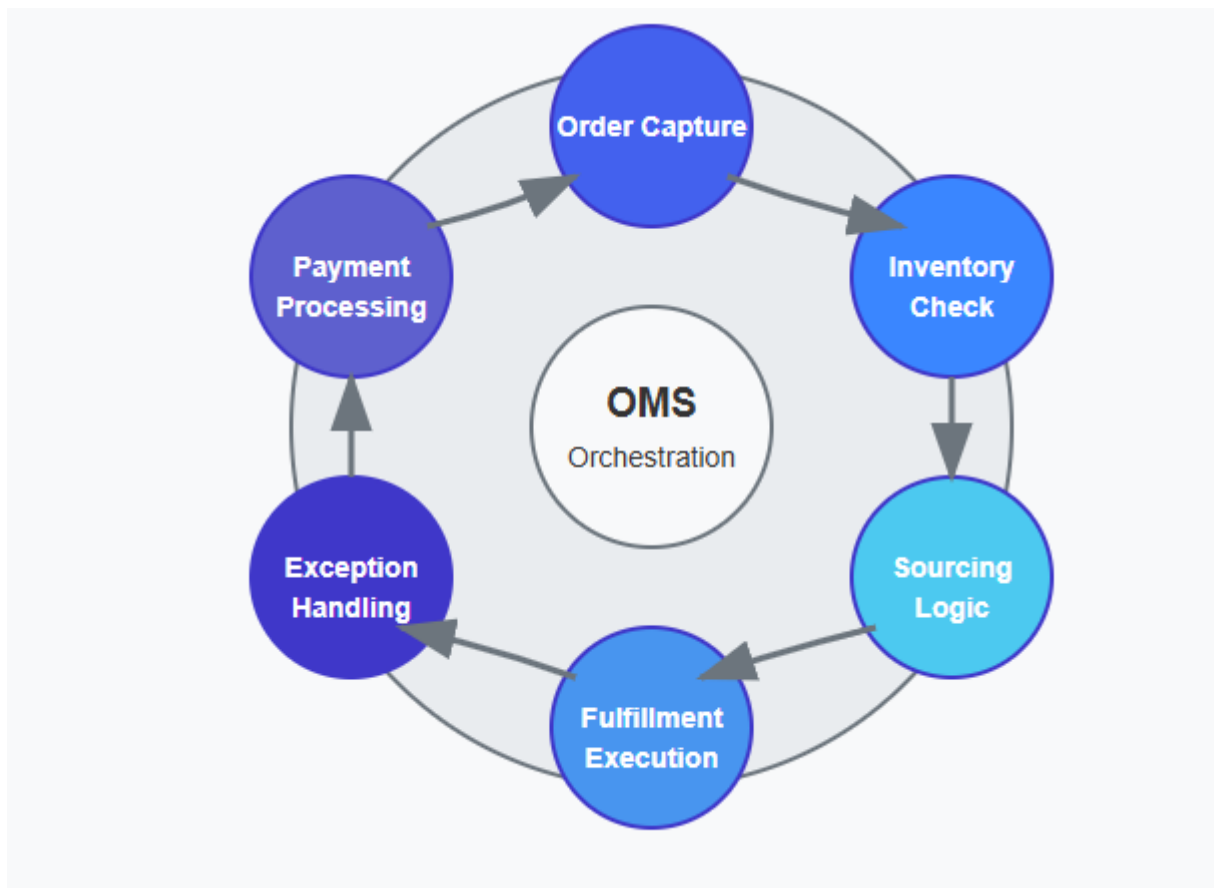 Order Capture
Payment
Processing
Inventory
Check
OMS
Orchestration
Exception
Handling
Sourcing
Logic
Fulfillment
Execution